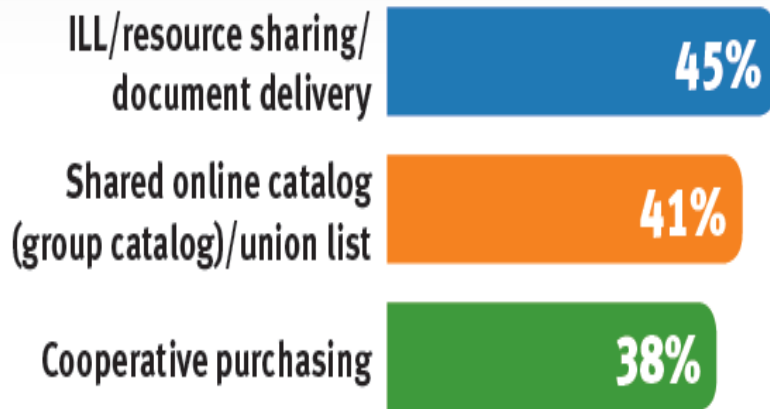 ILL/resource sharing/
document delivery
45%
Shared online catalog
(group catalog)/union list
41%
Cooperative purchasing
38%